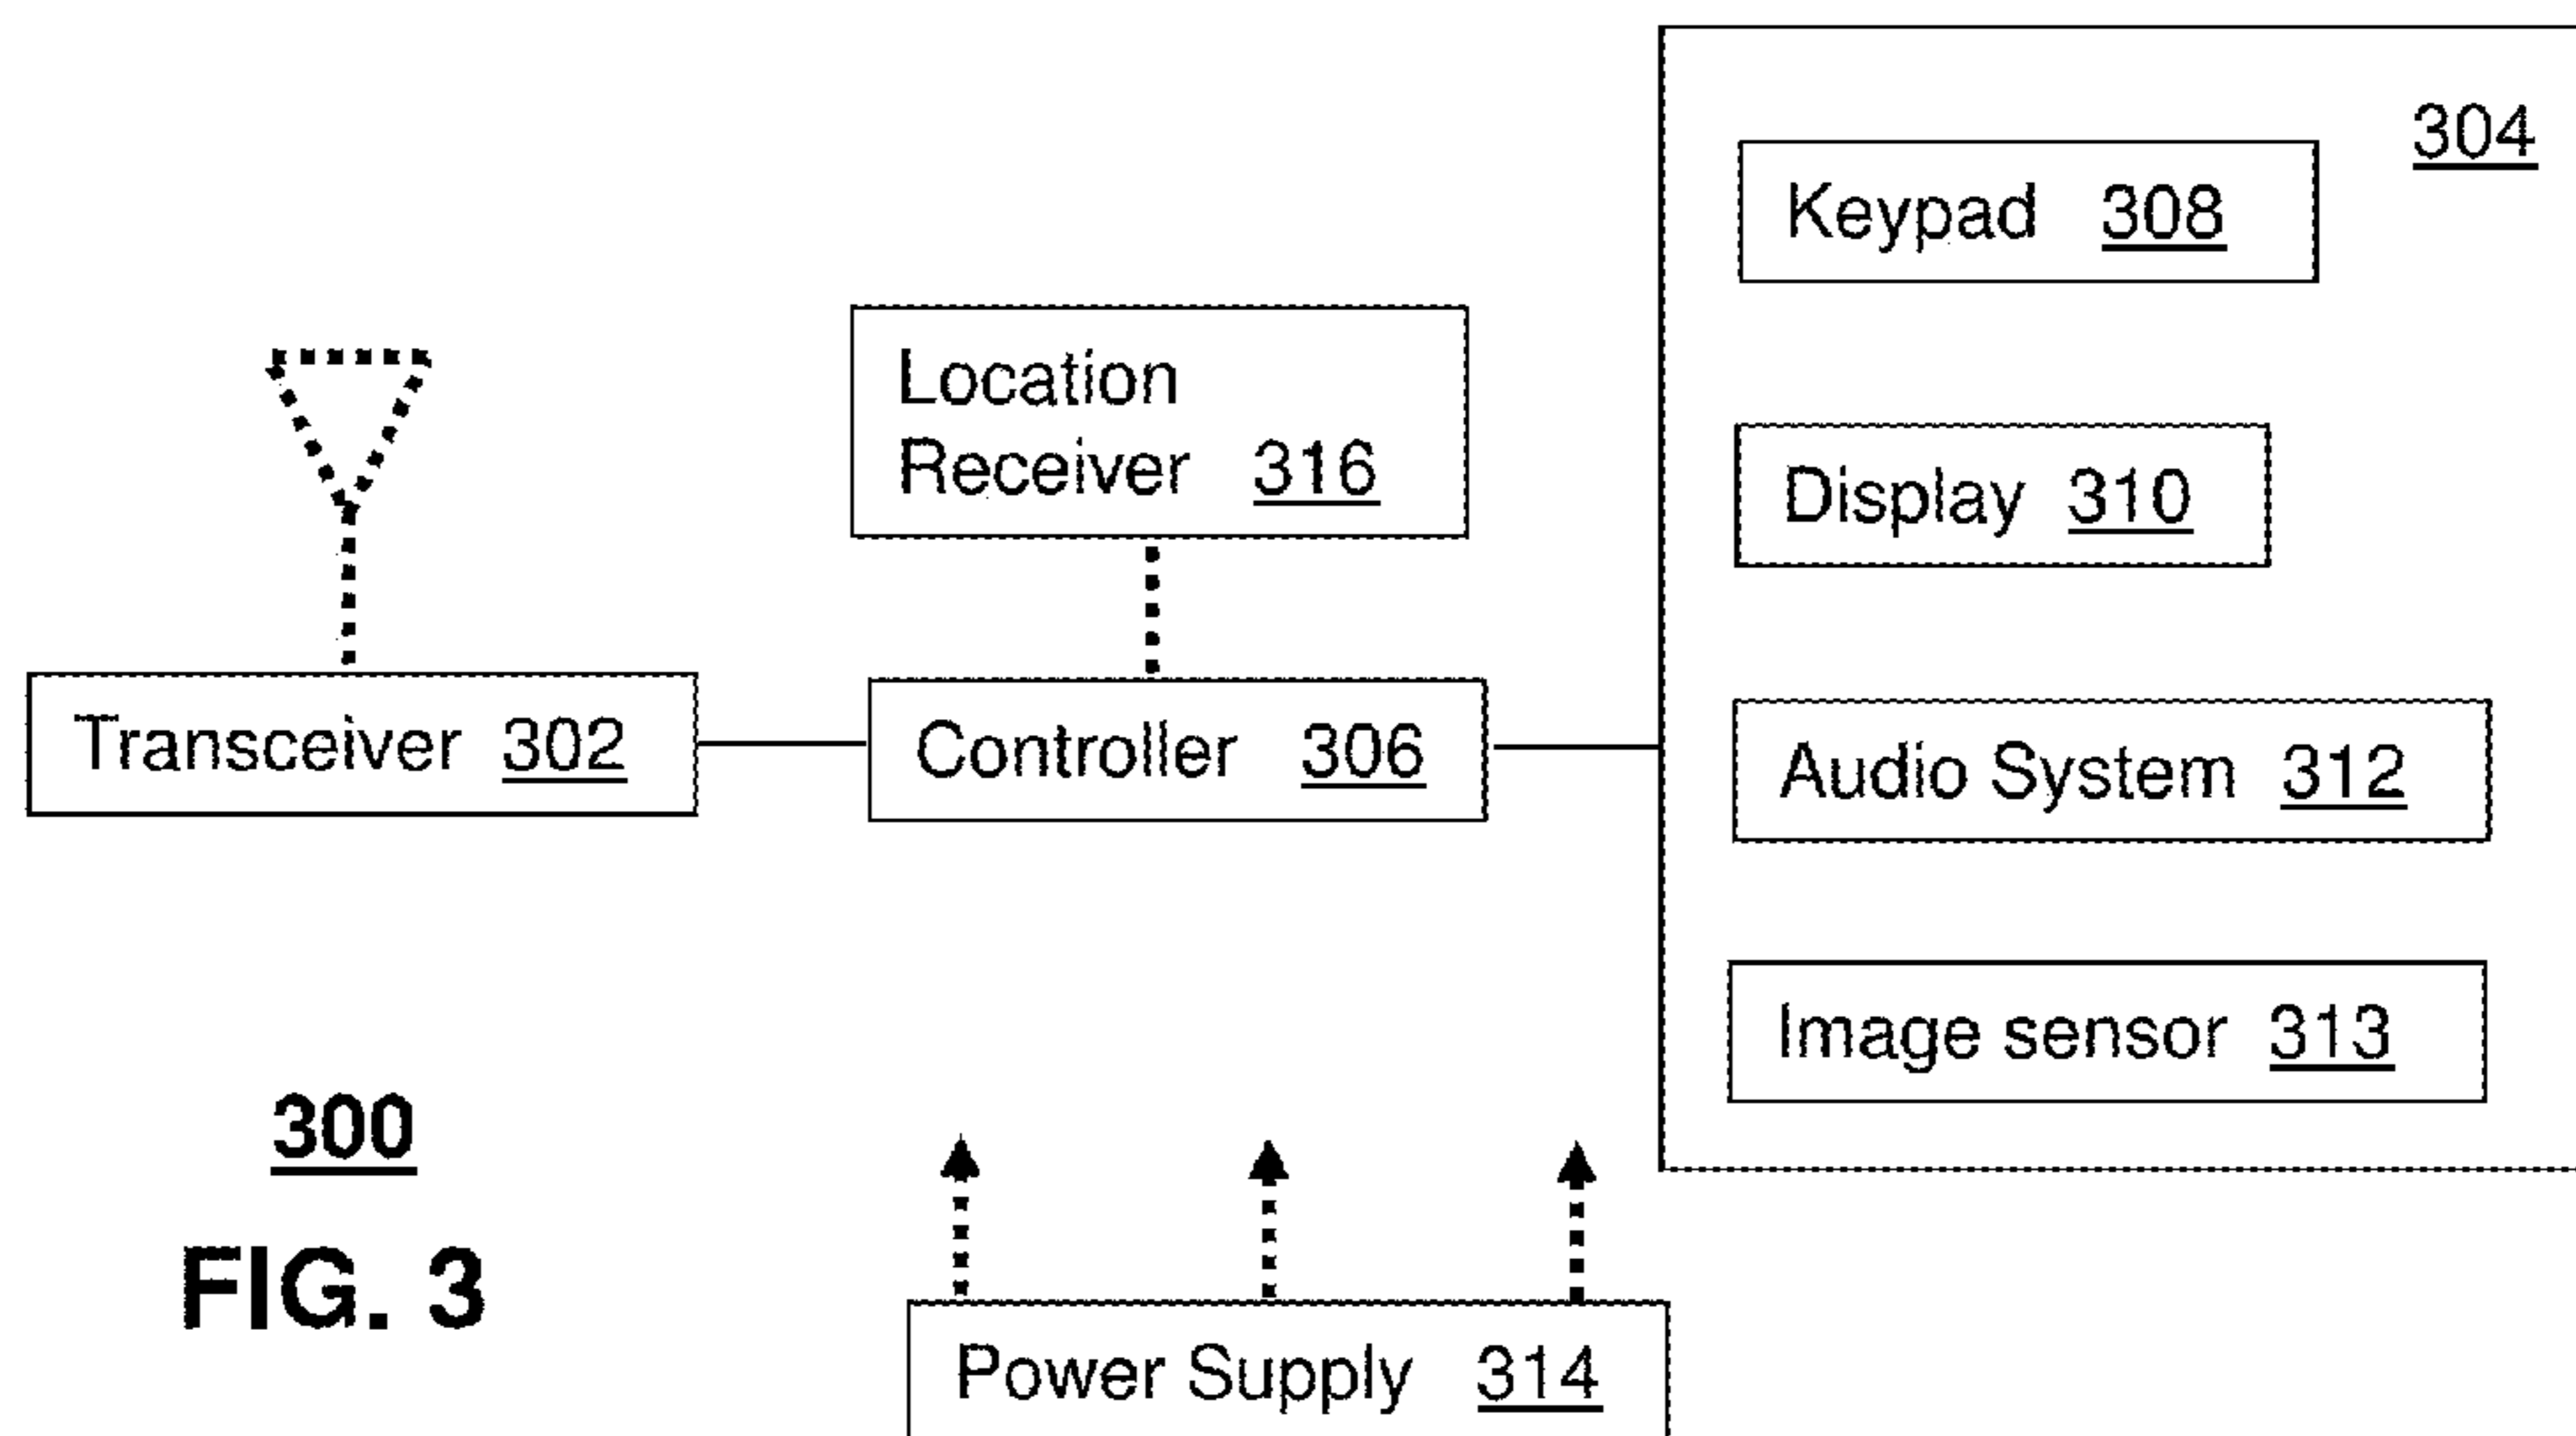 304
Keypad 308
Location
Receiver 316
Display 310
Transceiver 302
Controller 306
Audio System 312
Image sensor 313
300
FIG. 3
Power Supply 314